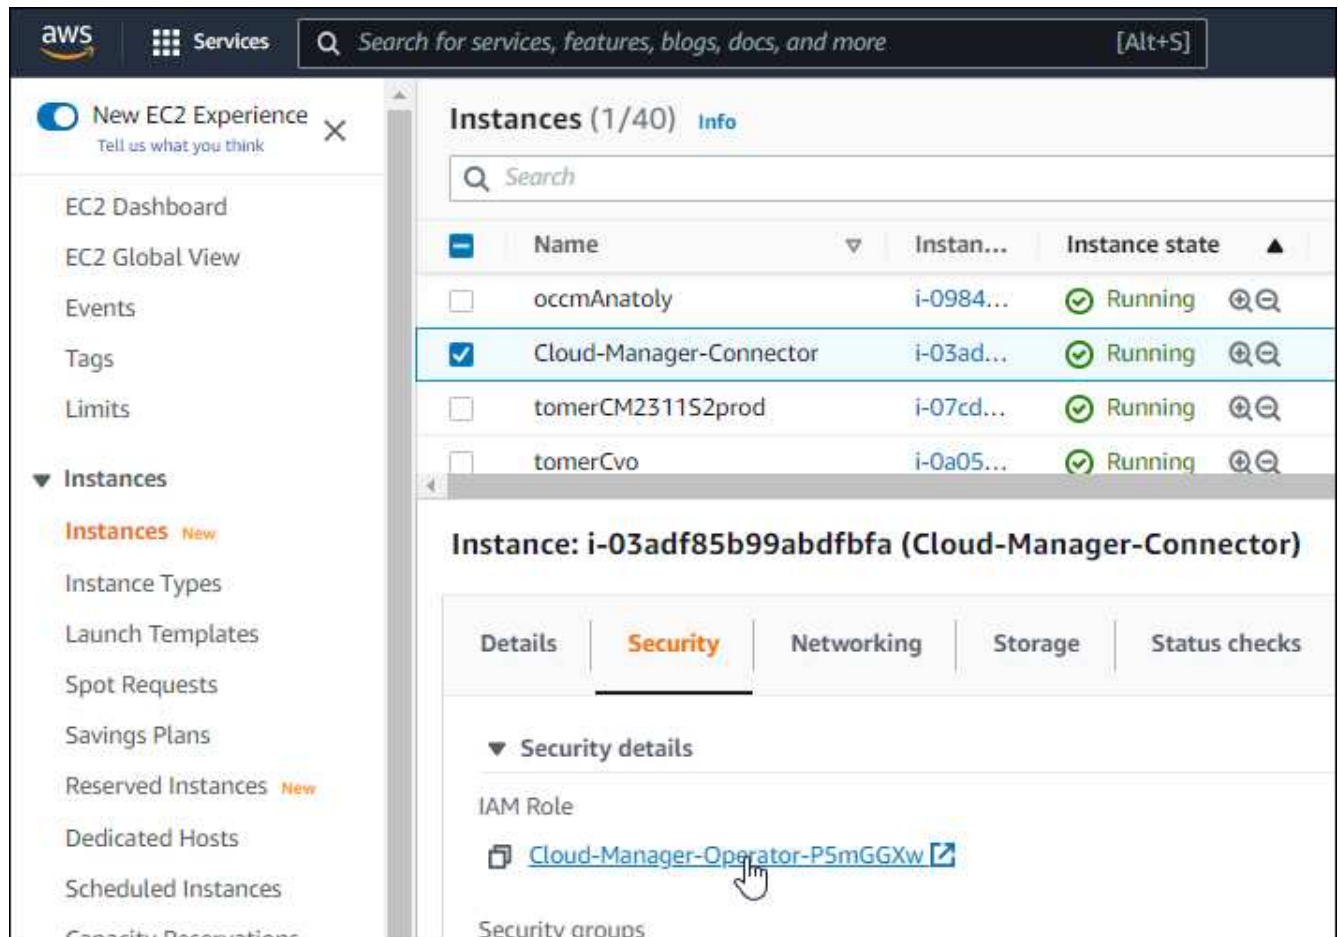 aws
Services
Search for services, features, blogs, docs, and more
[Alt+S]
New EC2 Experience
Tell us what you think
EC2 Dashboard
EC2 Global View
Events
Tags
Limits
Instances
Instances New
Instance Types
Launch Templates
Spot Requests
Savings Plans
Reserved Instances New
Dedicated Hosts
Scheduled Instances
Capacity Reservations
Instances (1/40) Info
Search
Name Instan... Instance state
occmAnatoly i-0984... Running
Cloud-Manager-Connector i-03ad... Running
tomerCM2311S2prod i-07cd... Running
tomerCvo i-0a05... Running
Instance: i-03adf85b99abdfbfa (Cloud-Manager-Connector)
Details Security Networking Storage Status checks
Security details
IAM Role
Cloud-Manager-Operator-P5mGGXw
Security groups